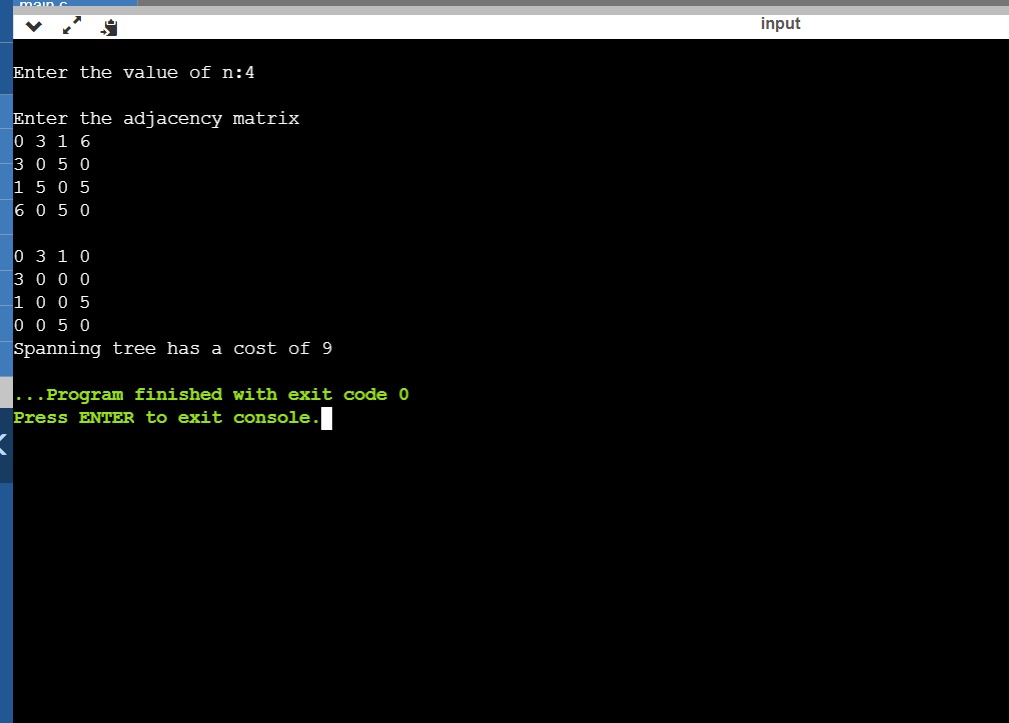 main.c
input
Enter the value of n:4
Enter the adjacency matrix
0 3 1 6
3 0 5 0
1 5 0 5
6 0 5 0
0 3 1 0
3 0 0 0
1 0 0 5
0 0 5 0
Spanning tree has a cost of 9
...Program finished with exit code 0
Press ENTER to exit console.